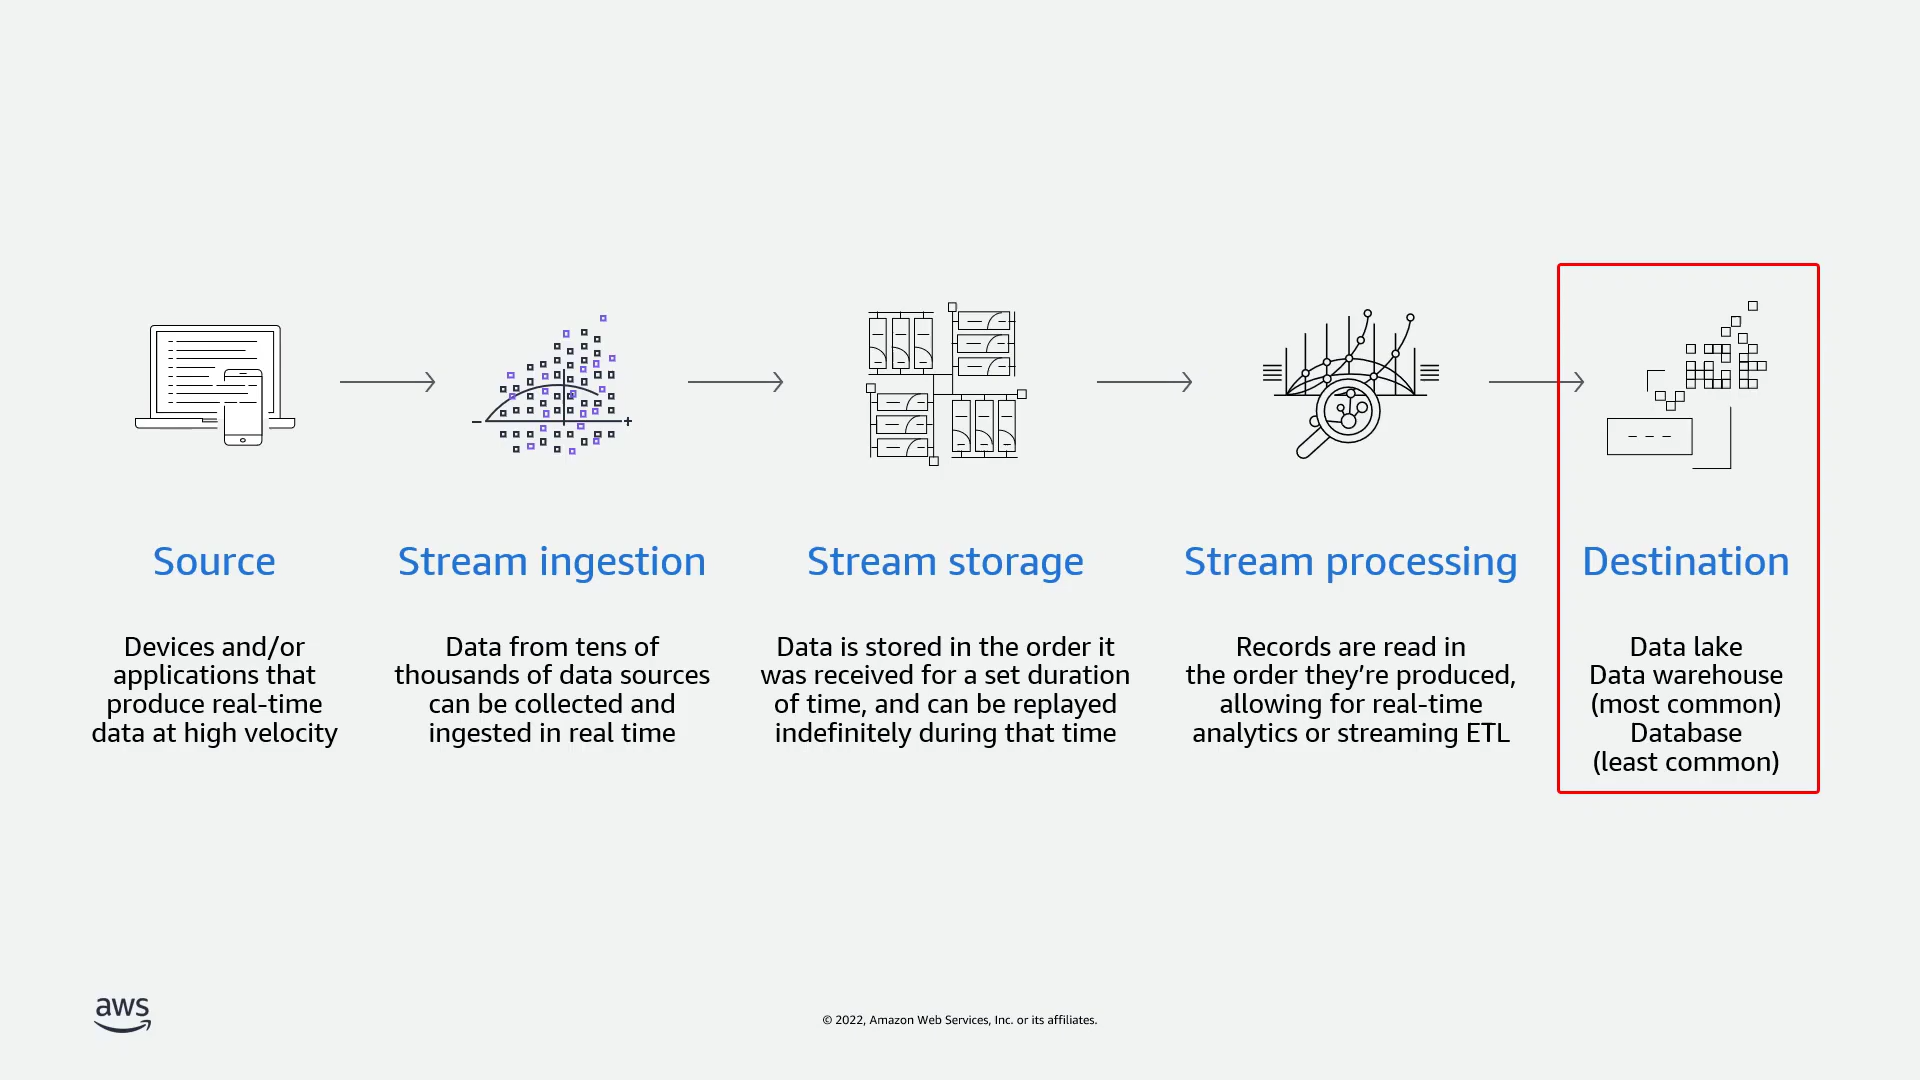 Source
Devices and/or
applications that
produce real-time
data at high velocity
Stream ingestion
Data from tens of
thousands of data sources
can be collected and
ingested in real time
Stream storage
Data is stored in the order it
was received for a set duration
of time, and can be replayed
indefinitely during that time
Stream processing
Records are read in
the order they’re produced,
allowing for real-time
analytics or streaming ETL
Destination
Data lake
Data warehouse
(most common)
Database
(least common)
aws
© 2022, Amazon Web Services, Inc. or its affiliates.